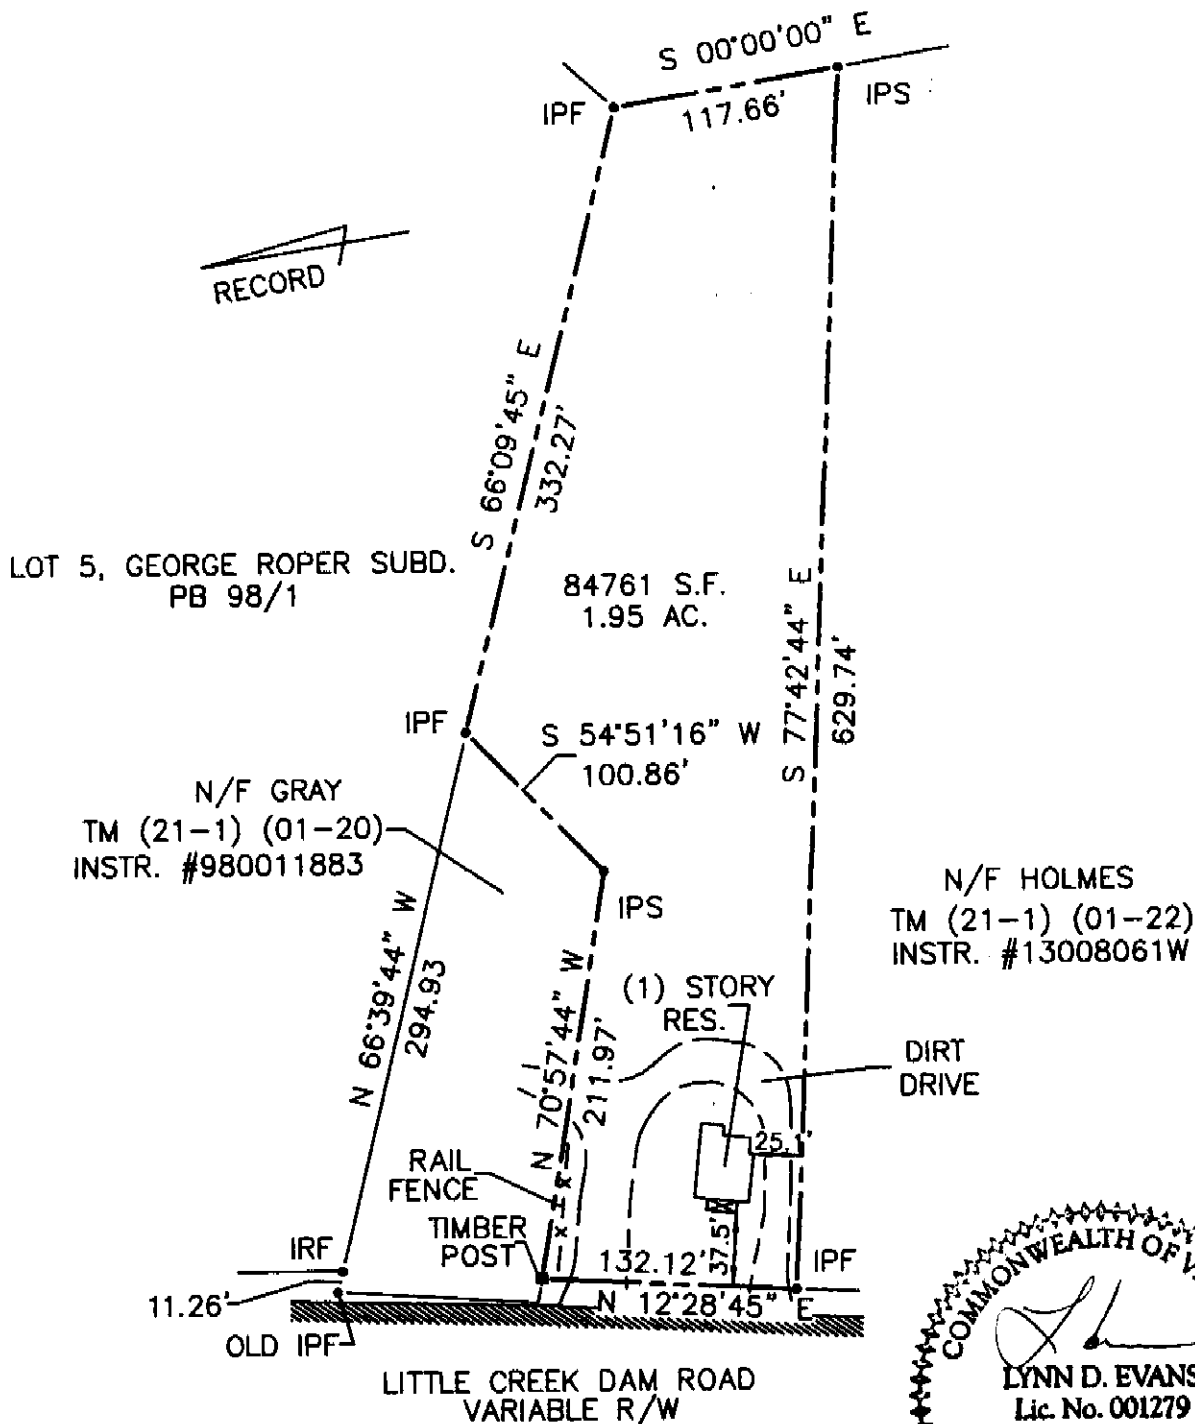 S 00°00'00" E
117.66'
IPF
IPS
RECORD
S 66°09'45" E
332.27'
LOT 5, GEORGE ROPER SUBD.
PB 98/1
84761 S.F.
1.95 AC.
S 77°42'44" E
629.74'
IPF
S 54°51'16" W
100.86'
N/F GRAY
TM (21-1) (01-20)
INSTR. #980011883
IPS
N/F HOLMES
TM (21-1) (01-22)
INSTR. #13008061W
N 66°39'44" W
294.93
N 70°57'44" W
211.97'
(1) STORY
RES.
DIRT
DRIVE
25.1'
RAIL
FENCE
TIMBER
POST
37.5'
IRF
132.12'
IPF
11.26'
N 12°28'45" E
OLD IPF
LITTLE CREEK DAM ROAD
VARIABLE R/W
COMMONWEALTH OF V
LYNN D. EVANS
Lic. No. 001279